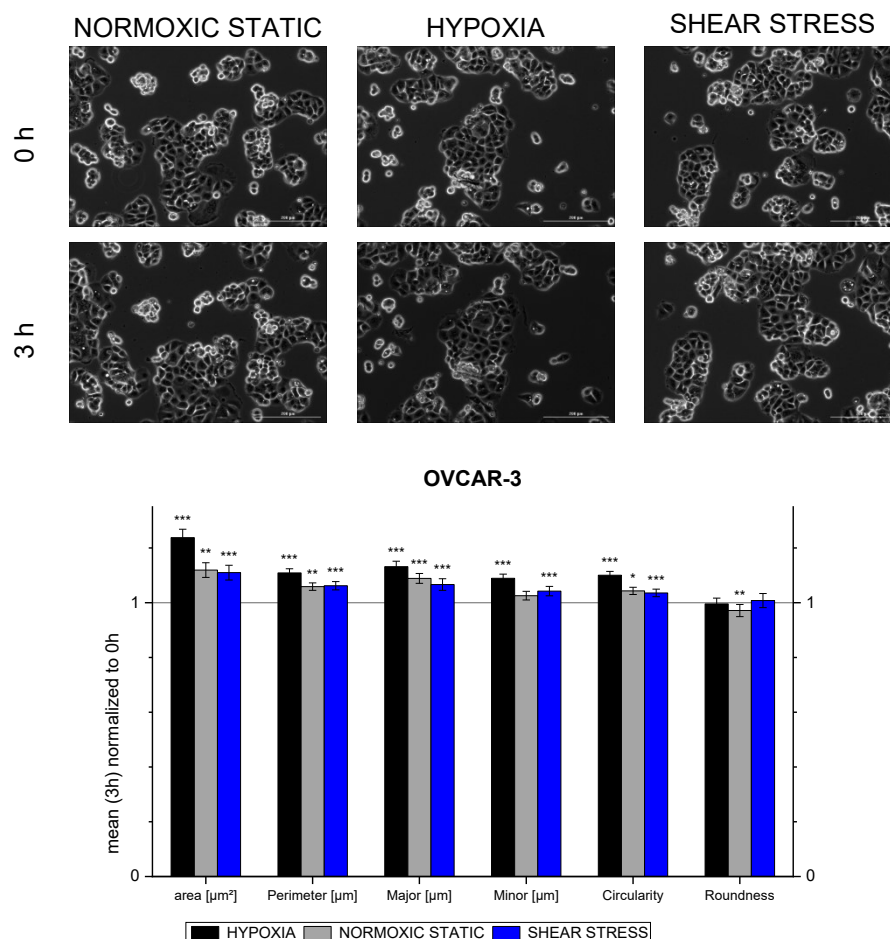 NORMOXIC STATIC HYPOXIA SHEAR STRESS
0 h
3 h
OVCAR-3
mean (3h) normalized to 0h
1
0
*** ** ***
*** ** ***
*** *** ***
*** ***
*** * ***
**
1
0
area [µm²] Perimeter [µm] Major [µm] Minor [µm] Circularity Roundness
HYPOXIA NORMOXIC STATIC SHEAR STRESS